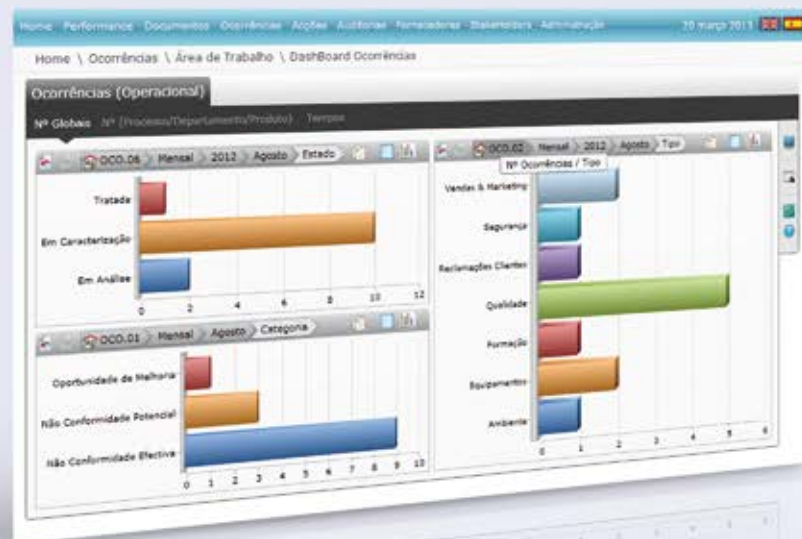 Home Performance Documentos Ocorrências Acções Auditorias Fornecedores Stakeholders Administração 20 março 2013
Home \ Ocorrências \ Área de Trabalho \ DashBoard Ocorrências
Ocorrências (Operacional)
Nº Globais Nº (Processo/Departamento/Produto) Tempos
OCO.06 Mensal 2012 Agosto Estado
Tratada
Em Caracterização
Em Análise
0 2 4 6 8 10 12
OCO.01 Mensal Agosto Categoria
Oportunidade de Melhoria
Não Conformidade Potencial
Não Conformidade Efectiva
0 1 2 3 4 5 6 7 8 9 10
OCO.02 Mensal 2012 Agosto Tipo
Nº Ocorrências / Tipo
Vendas & Marketing
Segurança
Reclamações Clientes
Qualidade
Formação
Equipamentos
Ambiente
0 1 2 3 4 5 6